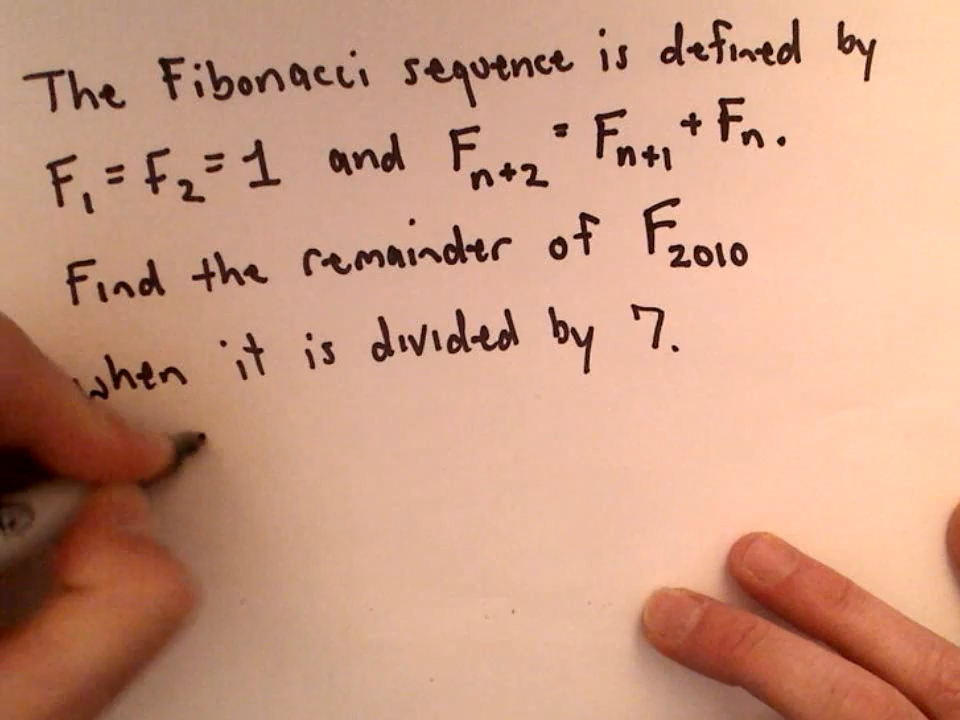 The Fibonacci sequence is defined by
F₁ = F₂ = 1 and Fₙ₊₂ = Fₙ₊₁ + Fₙ.
Find the remainder of F₂₀₁₀
when it is divided by 7.